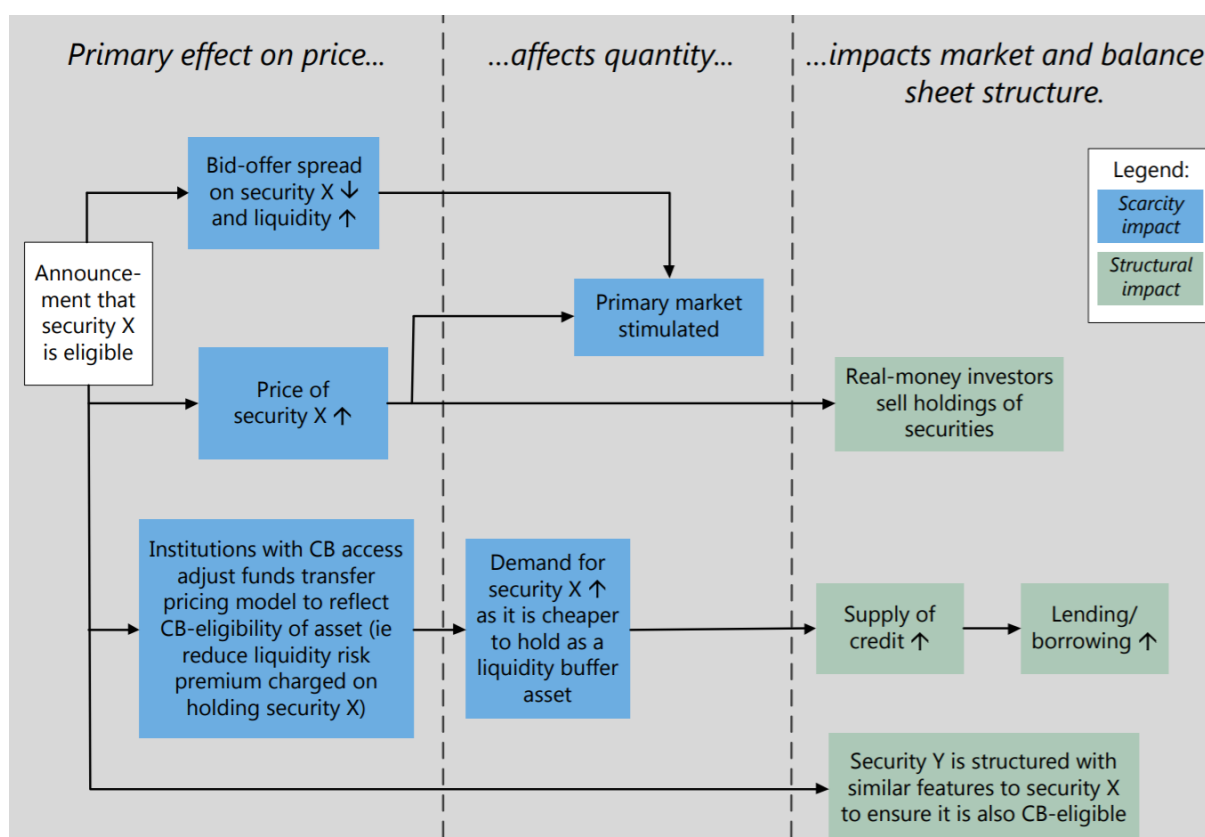 Primary effect on price...
...affects quantity...
...impacts market and balance
sheet structure.
Bid-offer spread
on security X ↓
and liquidity ↑
Legend:
Scarcity
impact
Structural
impact
Announce-
ment that
security X
is eligible
Primary market
stimulated
Price of
security X ↑
Real-money investors
sell holdings of
securities
Institutions with CB access
adjust funds transfer
pricing model to reflect
CB-eligibility of asset (ie
reduce liquidity risk
premium charged on
holding security X)
Demand for
security X ↑
as it is cheaper
to hold as a
liquidity buffer
asset
Supply of
credit ↑
Lending/
borrowing ↑
Security Y is structured with
similar features to security X
to ensure it is also CB-eligible